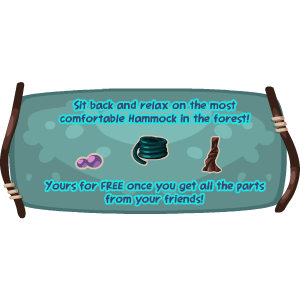 Sit back and relax on the most
comfortable Hammock in the forest!
Yours for FREE once you get all the parts
from your friends!